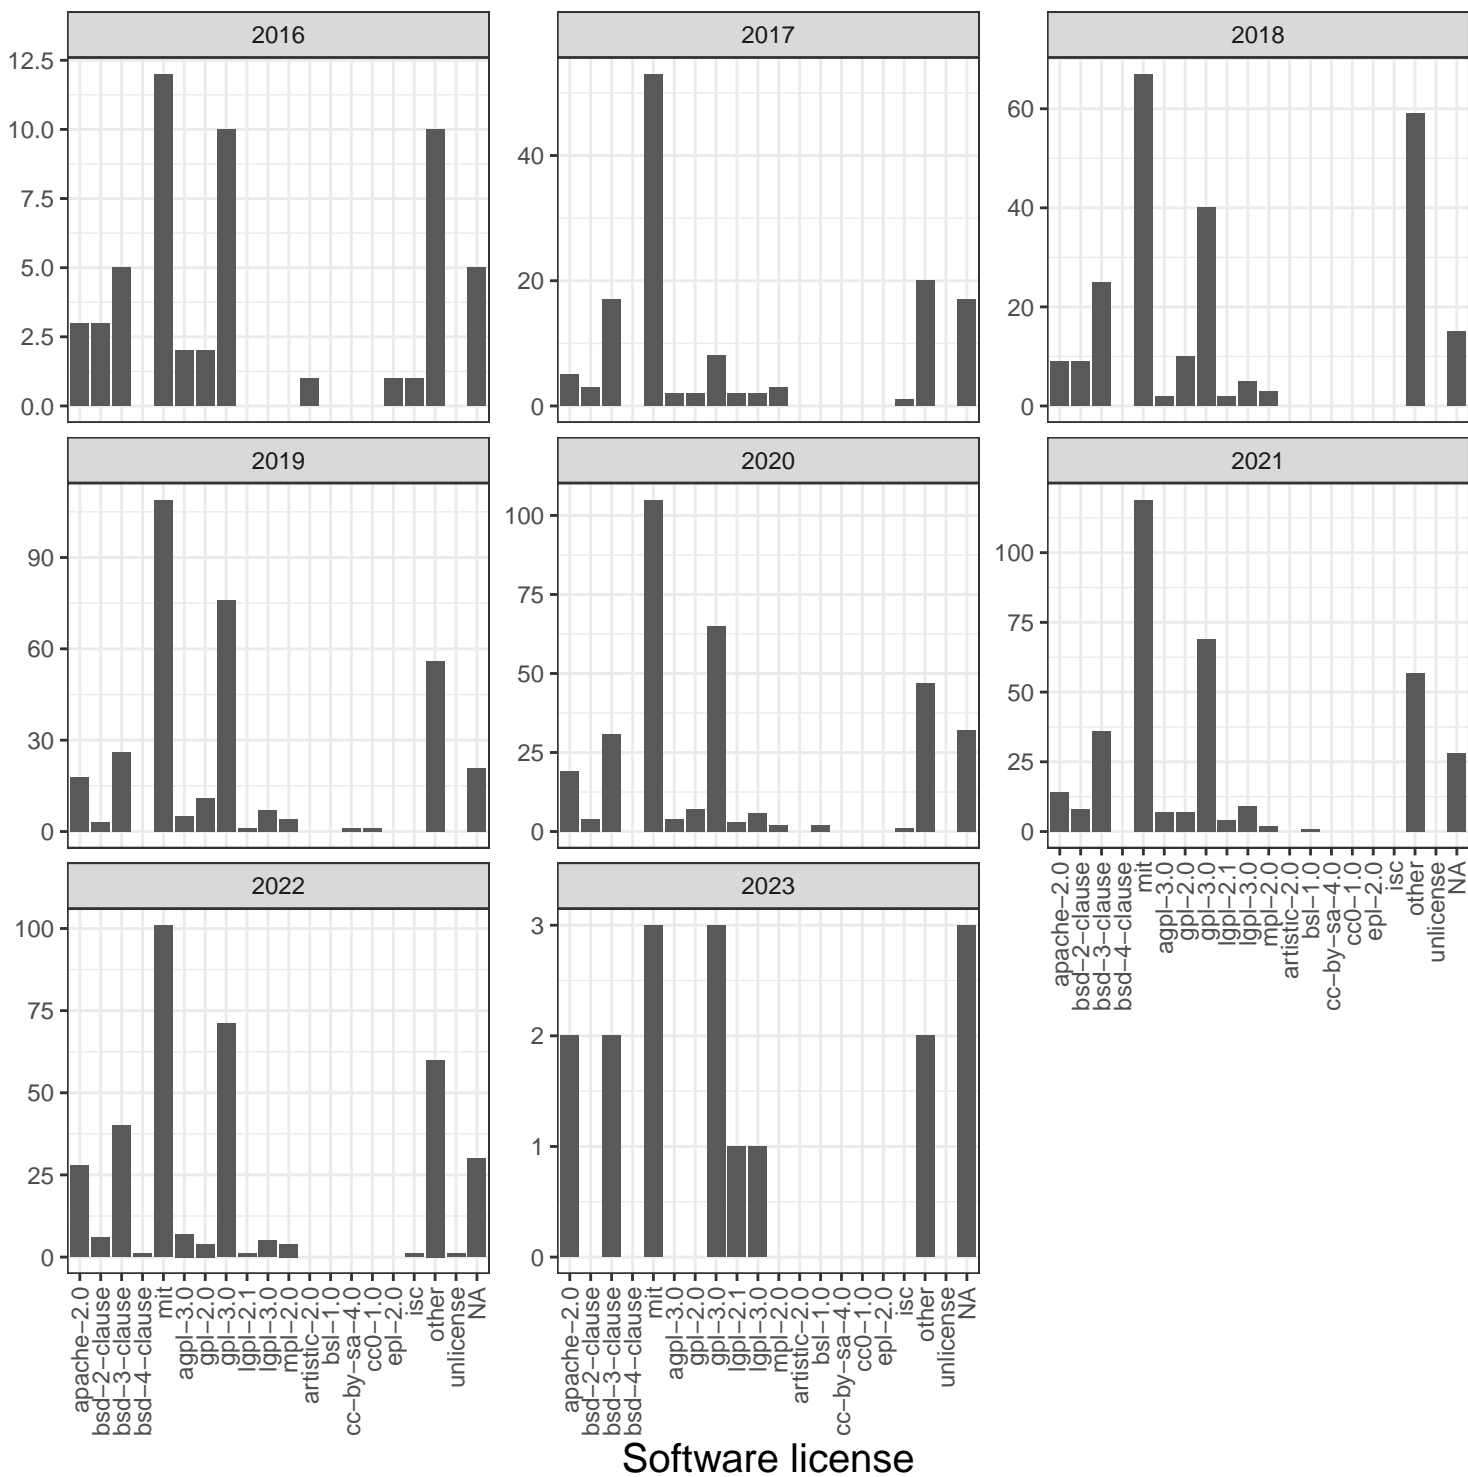 2016
2017
2018
12.5
10.0
7.5
5.0
2.5
0.0
40
20
0
60
40
20
0
2019
2020
2021
90
60
30
0
100
75
50
25
0
100
75
50
25
0
apache−2.0
bsd−2−clause
bsd−3−clause
bsd−4−clause
mit
agpl−3.0
gpl−2.0
gpl−3.0
lgpl−2.1
lgpl−3.0
mpl−2.0
artistic−2.0
bsl−1.0
cc−by−sa−4.0
cc0−1.0
epl−2.0
isc
other
unlicense
NA
2022
2023
100
75
50
25
0
3
2
1
0
apache−2.0
bsd−2−clause
bsd−3−clause
bsd−4−clause
mit
agpl−3.0
gpl−2.0
gpl−3.0
lgpl−2.1
lgpl−3.0
mpl−2.0
artistic−2.0
bsl−1.0
cc−by−sa−4.0
cc0−1.0
epl−2.0
isc
other
unlicense
NA
apache−2.0
bsd−2−clause
bsd−3−clause
bsd−4−clause
mit
agpl−3.0
gpl−2.0
gpl−3.0
lgpl−2.1
lgpl−3.0
mpl−2.0
artistic−2.0
bsl−1.0
cc−by−sa−4.0
cc0−1.0
epl−2.0
isc
other
unlicense
NA
Software license